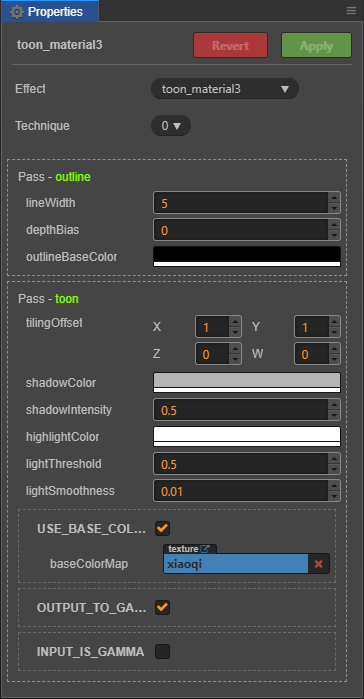 Properties
toon_material3
Revert
Apply
Effect
toon_material3
Technique
0
Pass - outline
lineWidth
5
depthBias
0
outlineBaseColor
Pass - toon
tilingOffset
X
1
Y
1
Z
0
W
0
shadowColor
shadowIntensity
0.5
highlightColor
lightThreshold
0.5
lightSmoothness
0.01
USE_BASE_COL...
texture
baseColorMap
xiaoqi
OUTPUT_TO_GA...
INPUT_IS_GAMMA